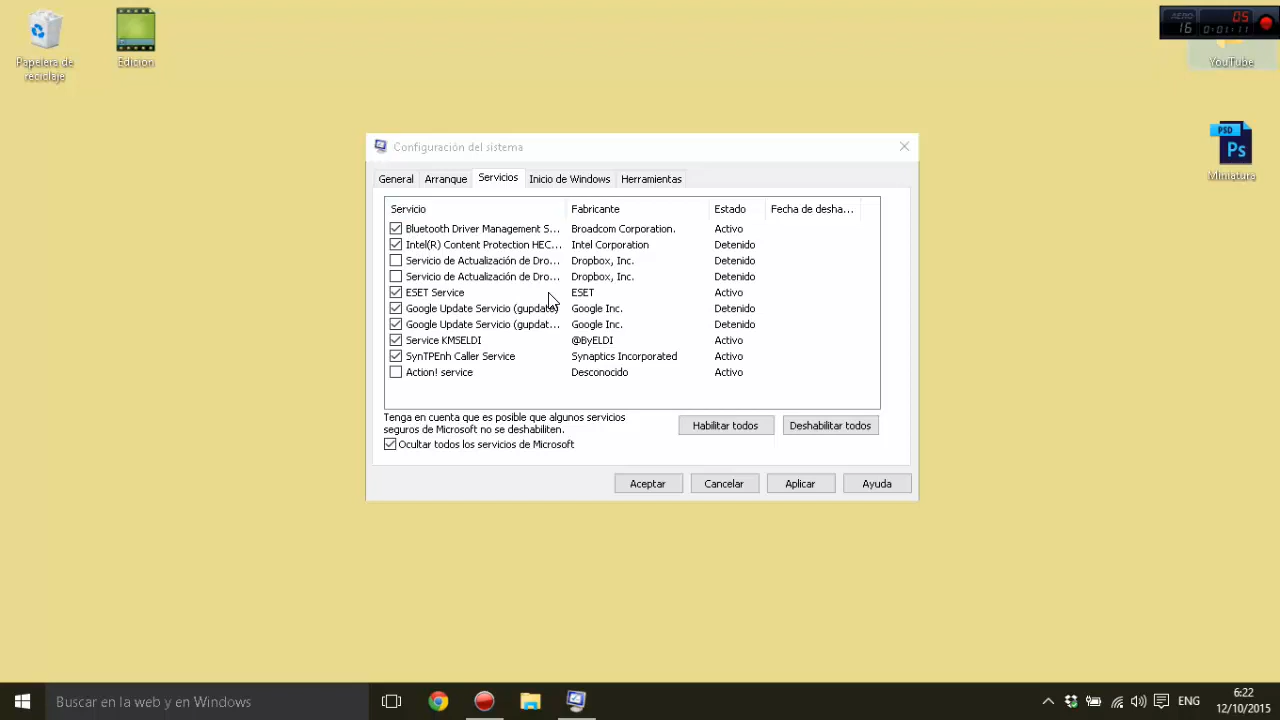 Papelera de
reciclaje
Edicion
AERO
16
05
0:01:11
YouTube
PSD
Ps
Miniatura
Configuración del sistema
General Arranque Servicios Inicio de Windows Herramientas
Servicio Fabricante Estado Fecha de desha...
Bluetooth Driver Management S... Broadcom Corporation. Activo
Intel(R) Content Protection HEC... Intel Corporation Detenido
Servicio de Actualización de Dro... Dropbox, Inc. Detenido
Servicio de Actualización de Dro... Dropbox, Inc. Detenido
ESET Service ESET Activo
Google Update Servicio (gupdate) Google Inc. Detenido
Google Update Servicio (gupdat... Google Inc. Detenido
Service KMSELDI @ByELDI Activo
SynTPEnh Caller Service Synaptics Incorporated Activo
Action! service Desconocido Activo
Tenga en cuenta que es posible que algunos servicios
seguros de Microsoft no se deshabiliten.
Habilitar todos Deshabilitar todos
Ocultar todos los servicios de Microsoft
Aceptar Cancelar Aplicar Ayuda
Buscar en la web y en Windows
ENG
6:22
12/10/2015